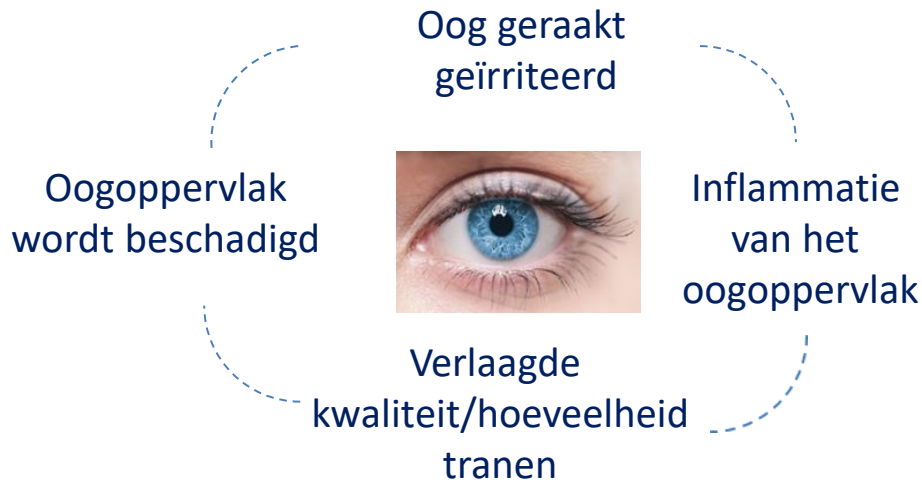 Oog geraakt
geïrriteerd
Oogoppervlak
wordt beschadigd
Inflammatie
van het
oogoppervlak
Verlaagde
kwaliteit/hoeveelheid
tranen